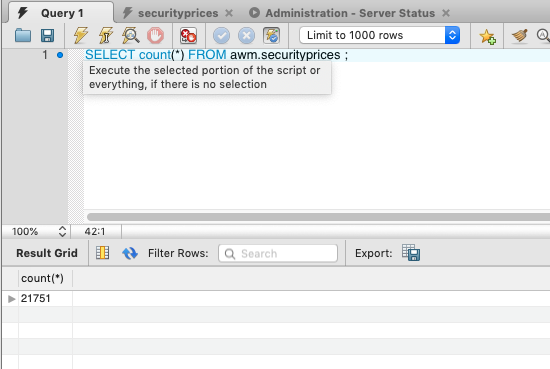 Query 1
securityprices
Administration - Server Status
Limit to 1000 rows
1
SELECT count(*) FROM awm.securityprices ;
Execute the selected portion of the script or
everything, if there is no selection
100%
42:1
Result Grid
Filter Rows:
Search
Export:
count(*)
21751